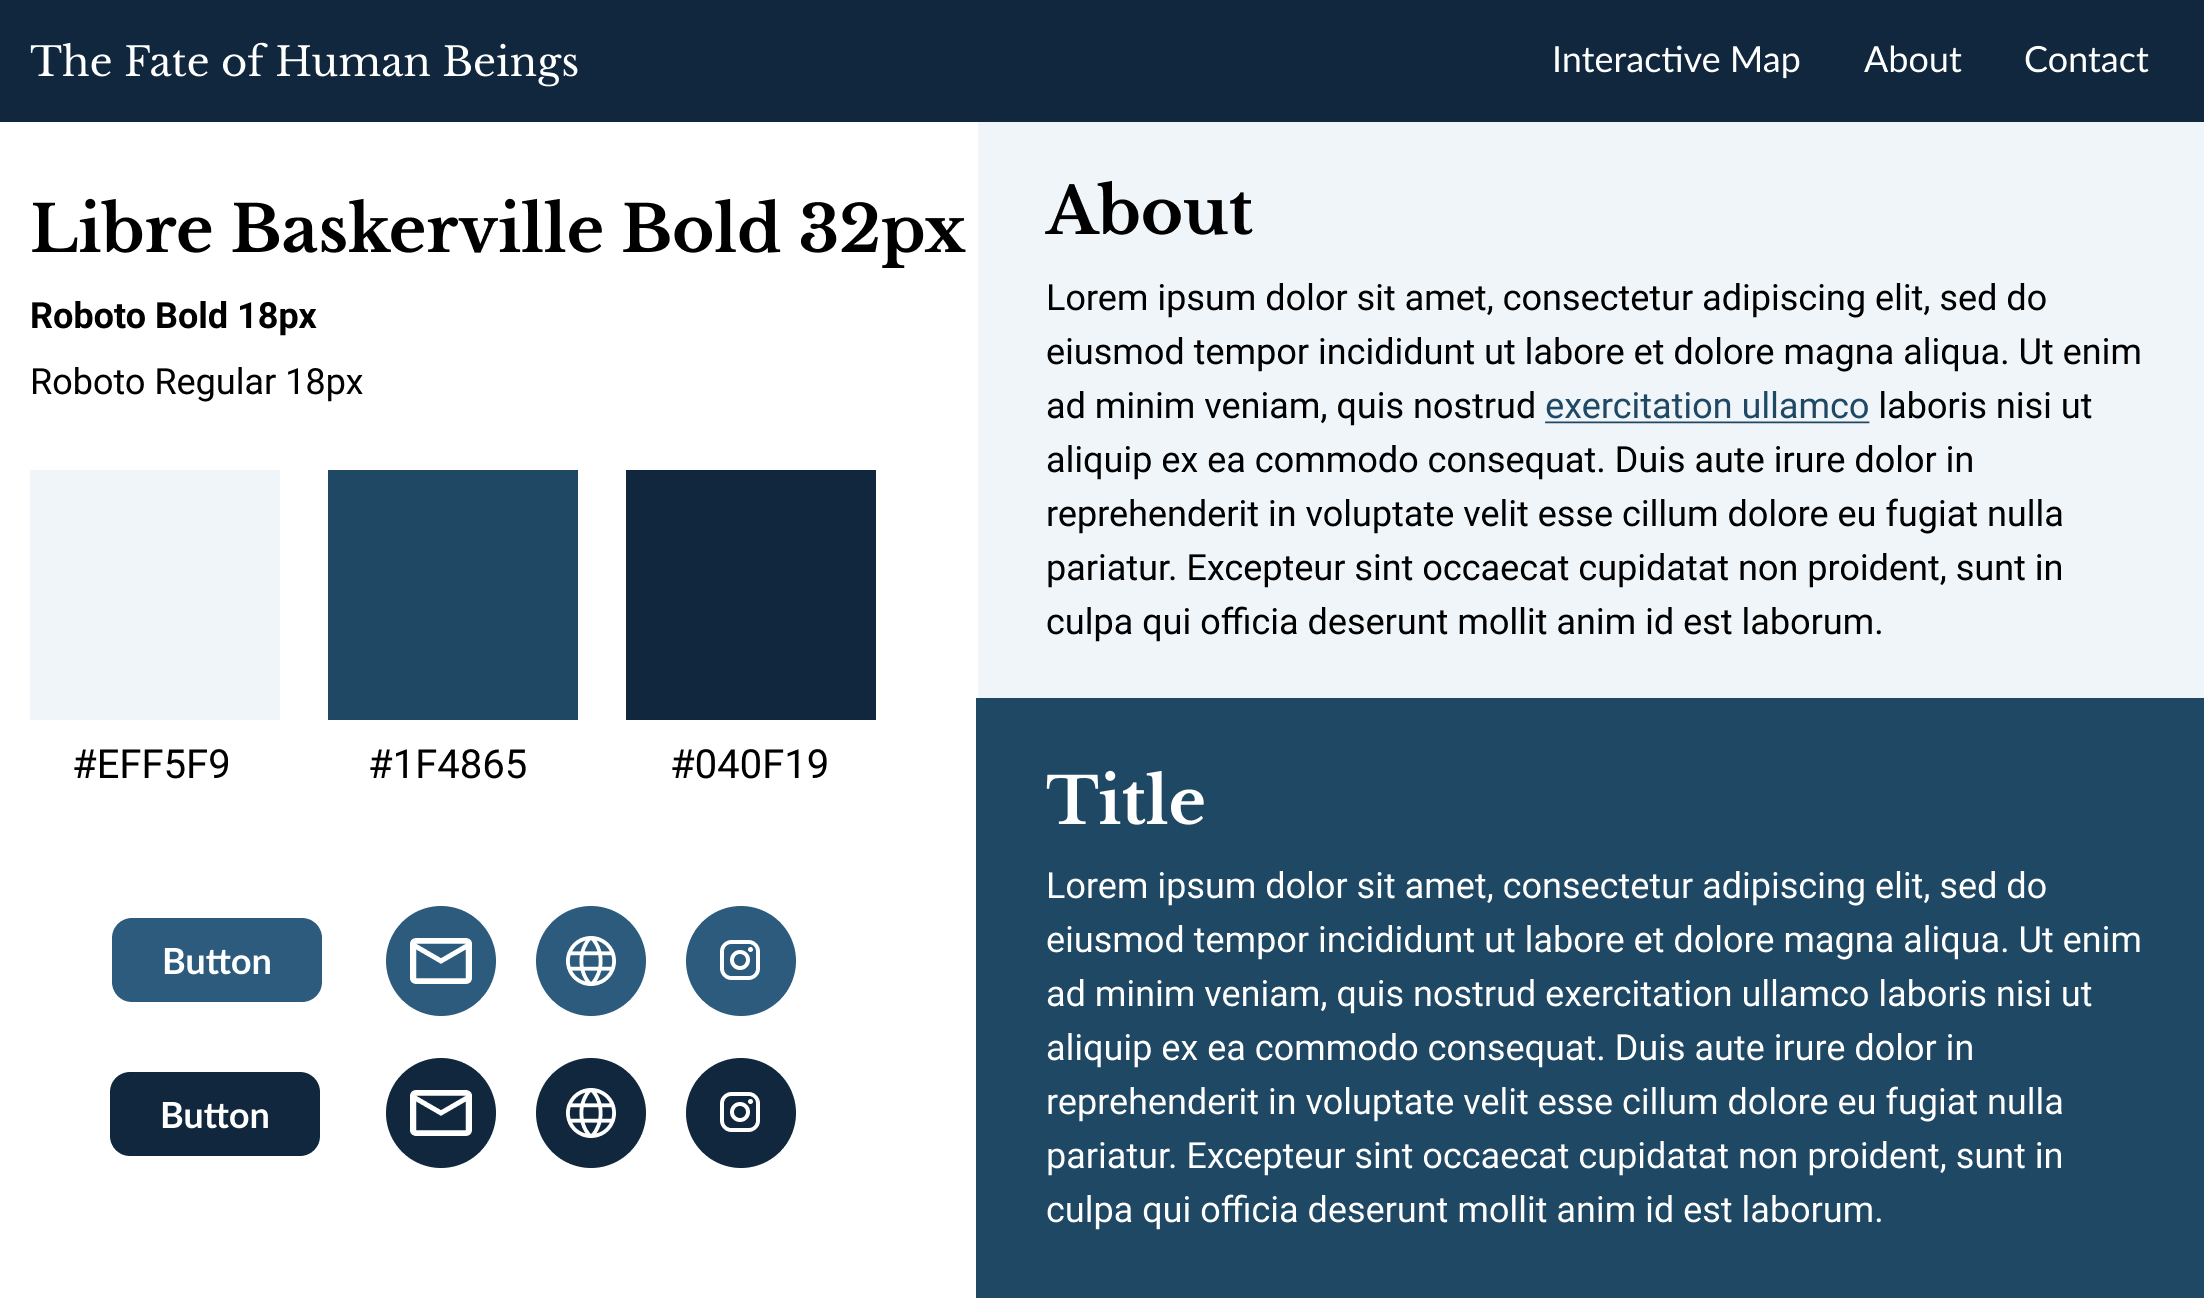 The Fate of Human Beings
Interactive Map
About
Contact
Libre Baskerville Bold 32px
Roboto Bold 18px
Roboto Regular 18px
#EFF5F9
#1F4865
#040F19
Button
Button
About
Lorem ipsum dolor sit amet, consectetur adipiscing elit, sed do
eiusmod tempor incididunt ut labore et dolore magna aliqua. Ut enim
ad minim veniam, quis nostrud exercitation ullamco laboris nisi ut
aliquip ex ea commodo consequat. Duis aute irure dolor in
reprehenderit in voluptate velit esse cillum dolore eu fugiat nulla
pariatur. Excepteur sint occaecat cupidatat non proident, sunt in
culpa qui officia deserunt mollit anim id est laborum.
Title
Lorem ipsum dolor sit amet, consectetur adipiscing elit, sed do
eiusmod tempor incididunt ut labore et dolore magna aliqua. Ut enim
ad minim veniam, quis nostrud exercitation ullamco laboris nisi ut
aliquip ex ea commodo consequat. Duis aute irure dolor in
reprehenderit in voluptate velit esse cillum dolore eu fugiat nulla
pariatur. Excepteur sint occaecat cupidatat non proident, sunt in
culpa qui officia deserunt mollit anim id est laborum.